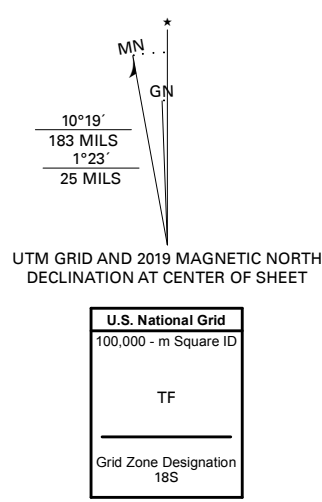 MN
GN
10°19´
183 MILS
1°23´
25 MILS
UTM GRID AND 2019 MAGNETIC NORTH
DECLINATION AT CENTER OF SHEET
U.S. National Grid
100,000 - m Square ID
TF
Grid Zone Designation
18S